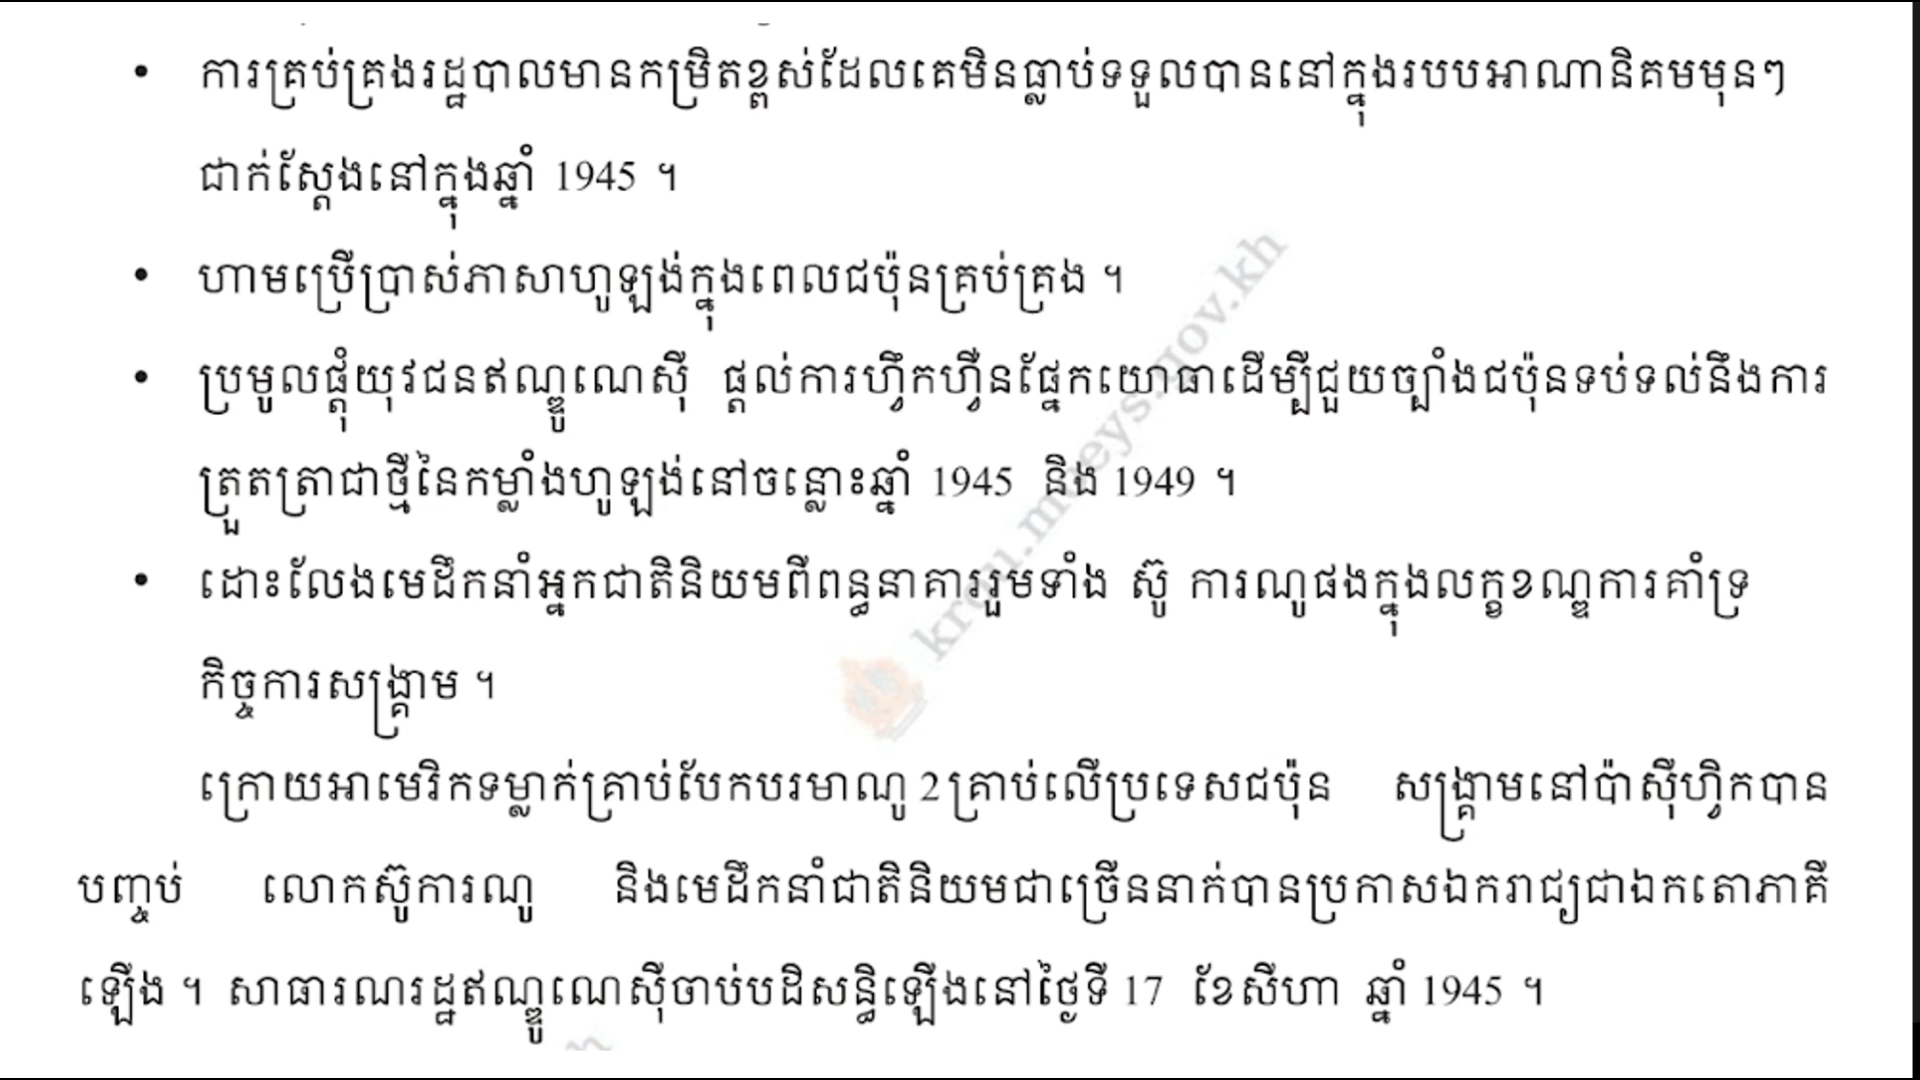 • ការគ្រប់គ្រងរដ្ឋបាលមានកម្រិតខ្ពស់ដែលគេមិនធ្លាប់ទទួលបាននៅក្នុងរបបអាណានិគមមុនៗ
ជាក់ស្តែងនៅក្នុងឆ្នាំ 1945 ។
• ហាមប្រើប្រាស់ភាសាហូឡង់ក្នុងពេលជប៉ុនគ្រប់គ្រង ។
• ប្រមូលផ្តុំយុវជនឥណ្ឌូណេស៊ី ផ្តល់ការហ្វឹកហ្វឺនផ្នែកយោធាដើម្បីជួយច្បាំងជប៉ុនទប់ទល់នឹងការ
ត្រួតត្រាជាថ្មីនៃកម្លាំងហូឡង់នៅចន្លោះឆ្នាំ 1945 និង 1949 ។
• ដោះលែងមេដឹកនាំអ្នកជាតិនិយមពីពន្ធនាគាររួមទាំង ស៊ូ ការណូផងក្នុងលក្ខខណ្ឌការគាំទ្រ
កិច្ចការសង្គ្រាម ។
ក្រោយអាមេរិកទម្លាក់គ្រាប់បែកបរមាណូ 2 គ្រាប់លើប្រទេសជប៉ុន សង្គ្រាមនៅប៉ាស៊ីហ្វិកបាន
បញ្ចប់ លោកស៊ូការណូ និងមេដឹកនាំជាតិនិយមជាច្រើននាក់បានប្រកាសឯករាជ្យជាឯកតោភាគី
ឡើង ។ សាធារណរដ្ឋឥណ្ឌូណេស៊ីចាប់បដិសន្ធិឡើងនៅថ្ងៃទី 17 ខែសីហា ឆ្នាំ 1945 ។
krou.moeys.gov.kh